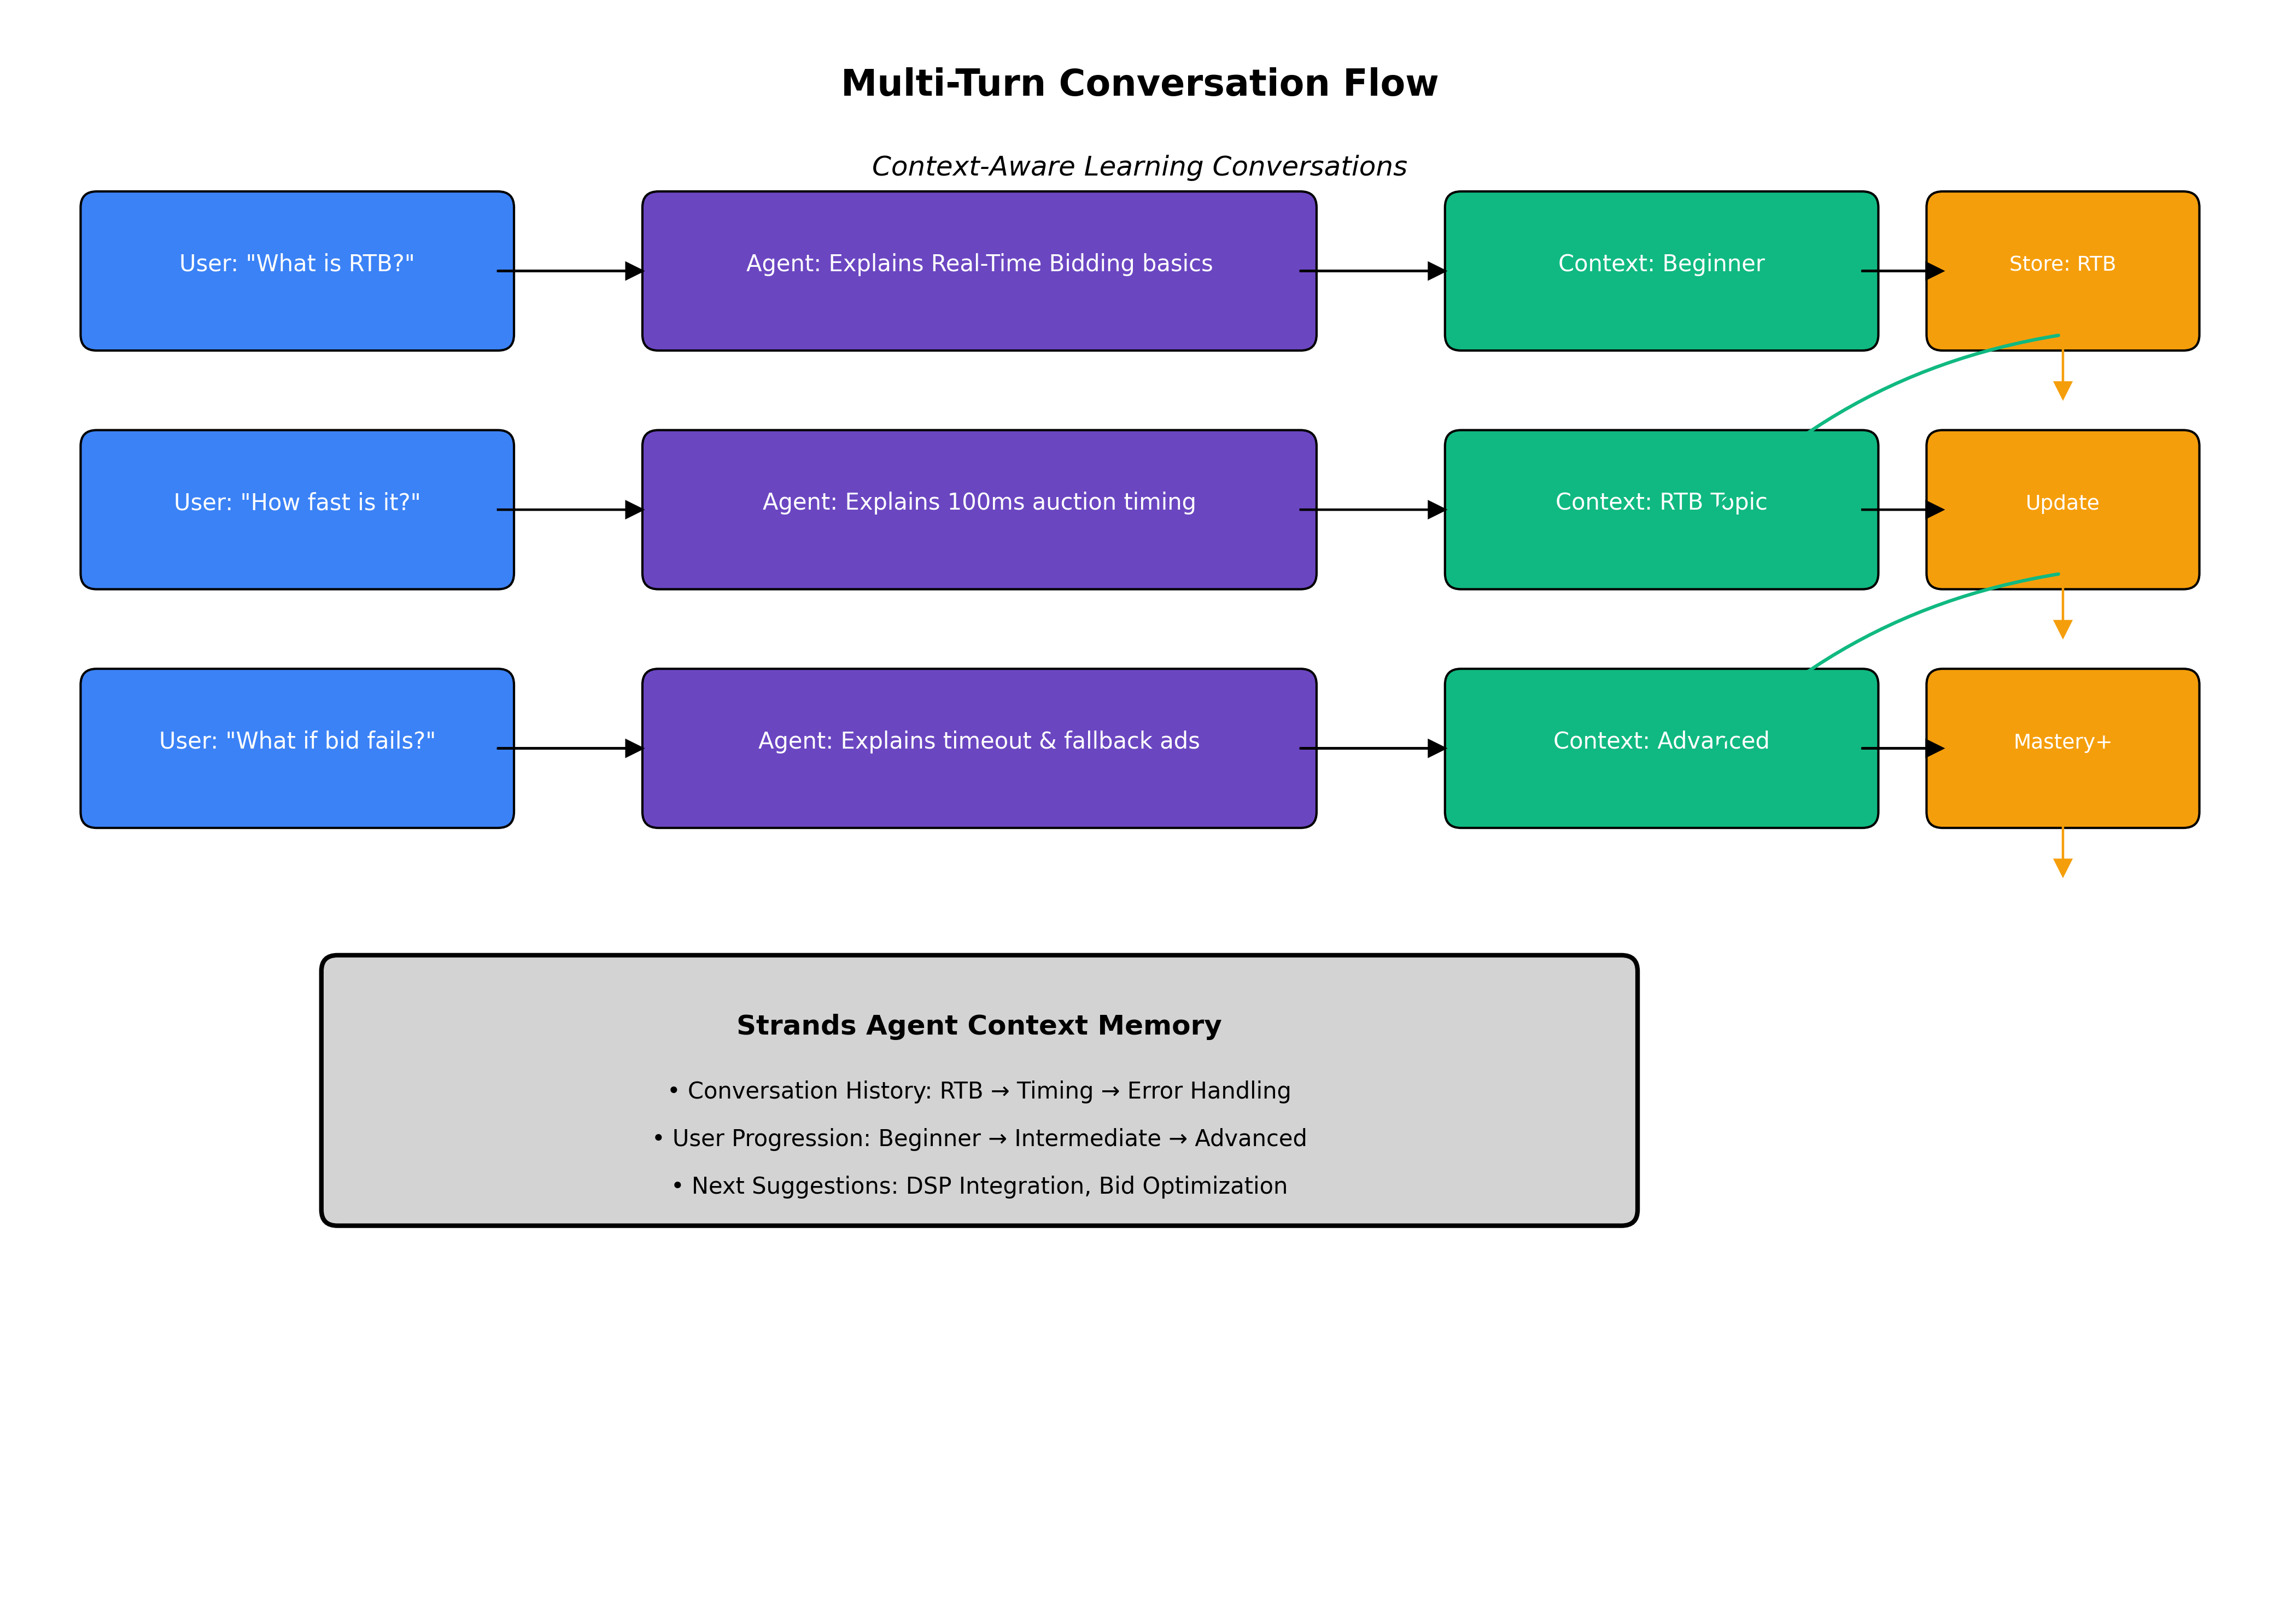 Multi-Turn Conversation Flow
Context-Aware Learning Conversations
User: "What is RTB?"
Agent: Explains Real-Time Bidding basics
Context: Beginner
Store: RTB
User: "How fast is it?"
Agent: Explains 100ms auction timing
Context: RTB Topic
Update
User: "What if bid fails?"
Agent: Explains timeout & fallback ads
Context: Advanced
Mastery+
Strands Agent Context Memory
• Conversation History: RTB → Timing → Error Handling
• User Progression: Beginner → Intermediate → Advanced
• Next Suggestions: DSP Integration, Bid Optimization